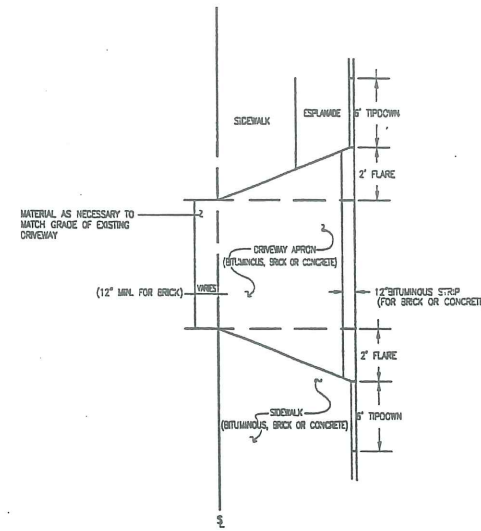 ESPLANADE
SIDEWALK
6' TIPDOWN
2' FLARE
MATERIAL AS NECESSARY TO
MATCH GRADE OF EXISTING
DRIVEWAY
DRIVEWAY APRON
(BITUMINOUS, BRICK OR CONCRETE)
(12" MIN. FOR BRICK)
VARIES
12" BITUMINOUS STRIP
(FOR BRICK OR CONCRETE
2' FLARE
SIDEWALK
(BITUMINOUS, BRICK OR CONCRETE)
6' TIPDOWN